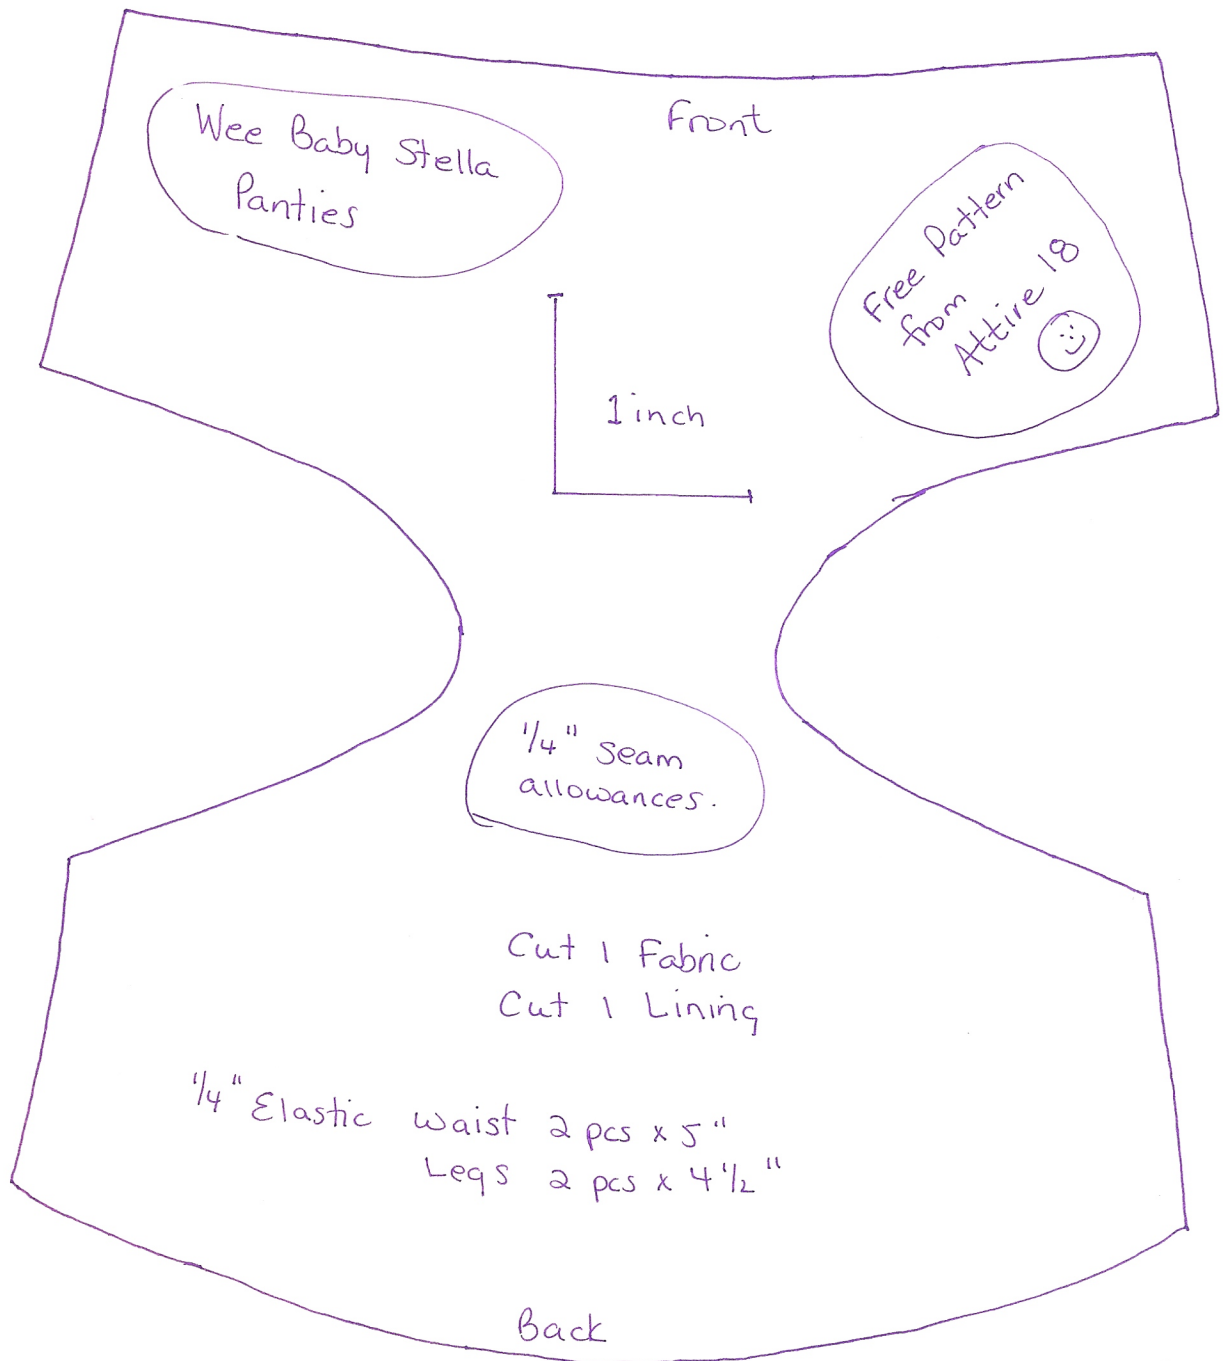 Front
Wee Baby Stella
Panties
Free Pattern
from
Attire 18
1 inch
1/4" seam
allowances.
Cut 1 Fabric
Cut 1 Lining
1/4" Elastic waist 2 pcs x 5"
Legs 2 pcs x 4 1/2"
Back